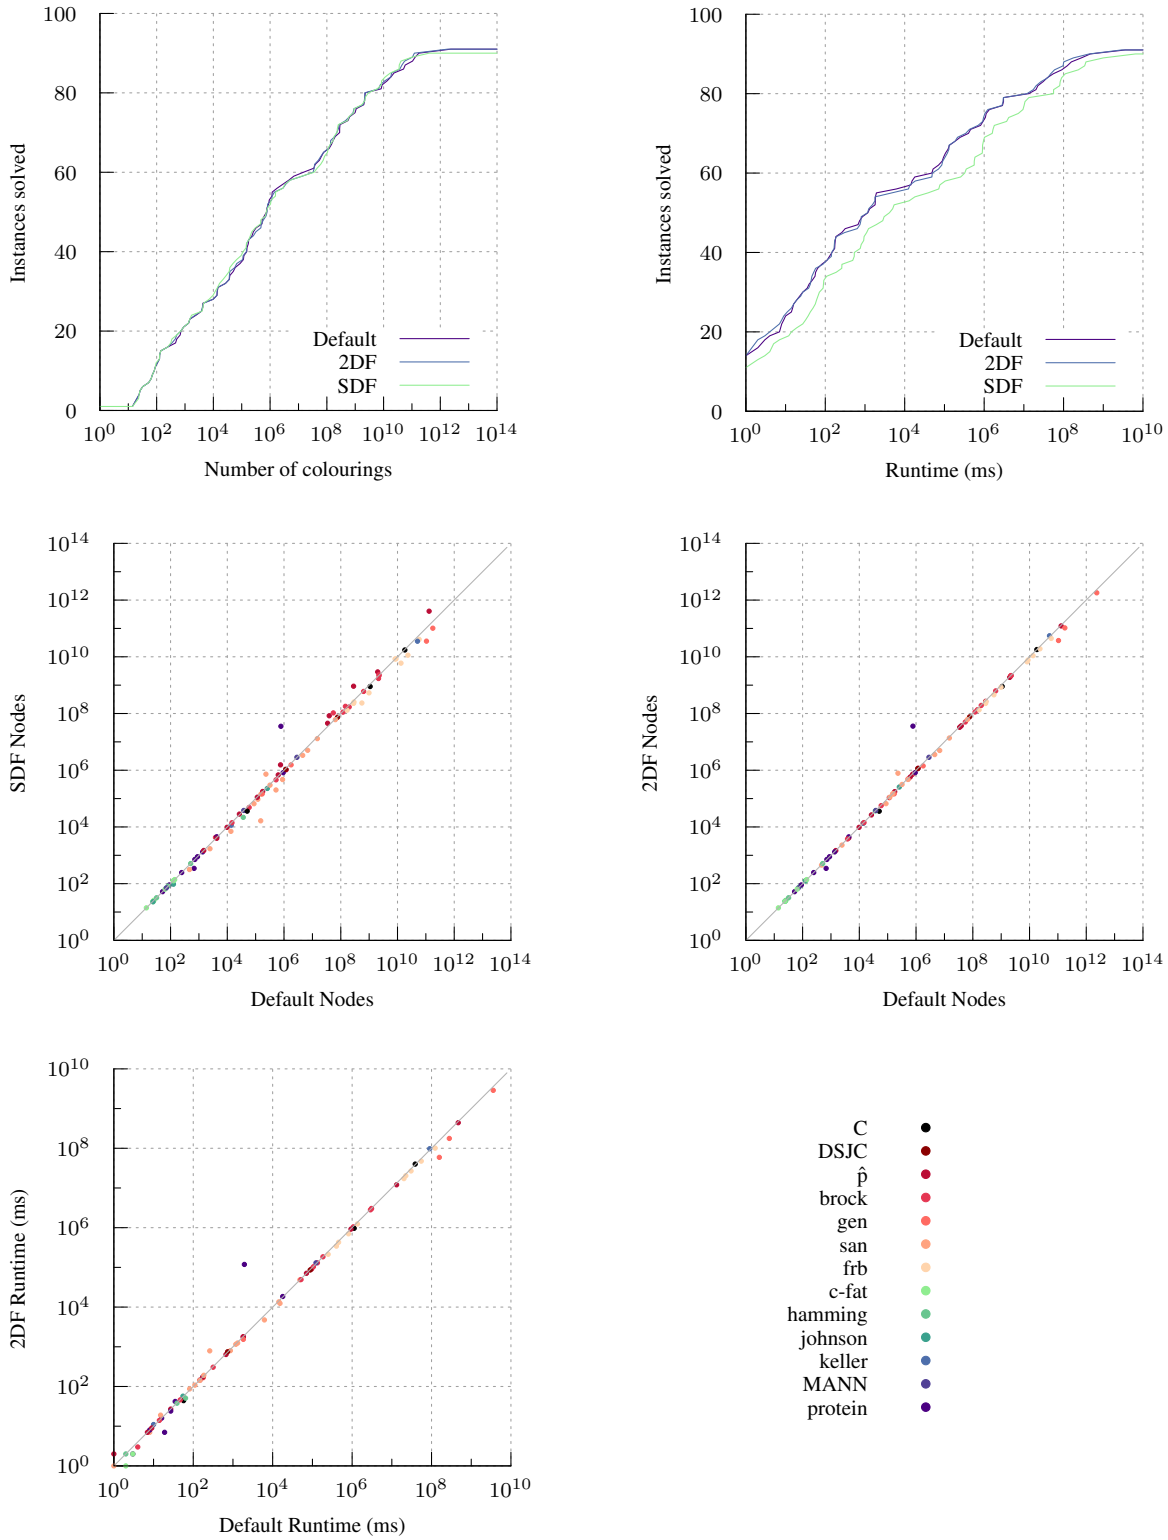 100
80
60
40
20
0
Instances solved
Default
2DF
SDF
10^0 10^2 10^4 10^6 10^8 10^10 10^12 10^14
Number of colourings
100
80
60
40
20
0
Instances solved
Default
2DF
SDF
10^0 10^2 10^4 10^6 10^8 10^10
Runtime (ms)
10^14
10^12
10^10
10^8
10^6
10^4
10^2
10^0
SDF Nodes
10^0 10^2 10^4 10^6 10^8 10^10 10^12 10^14
Default Nodes
10^14
10^12
10^10
10^8
10^6
10^4
10^2
10^0
2DF Nodes
10^0 10^2 10^4 10^6 10^8 10^10 10^12 10^14
Default Nodes
10^10
10^8
10^6
10^4
10^2
10^0
2DF Runtime (ms)
10^0 10^2 10^4 10^6 10^8 10^10
Default Runtime (ms)
C
DSJC
p̂
brock
gen
san
frb
c-fat
hamming
johnson
keller
MANN
protein